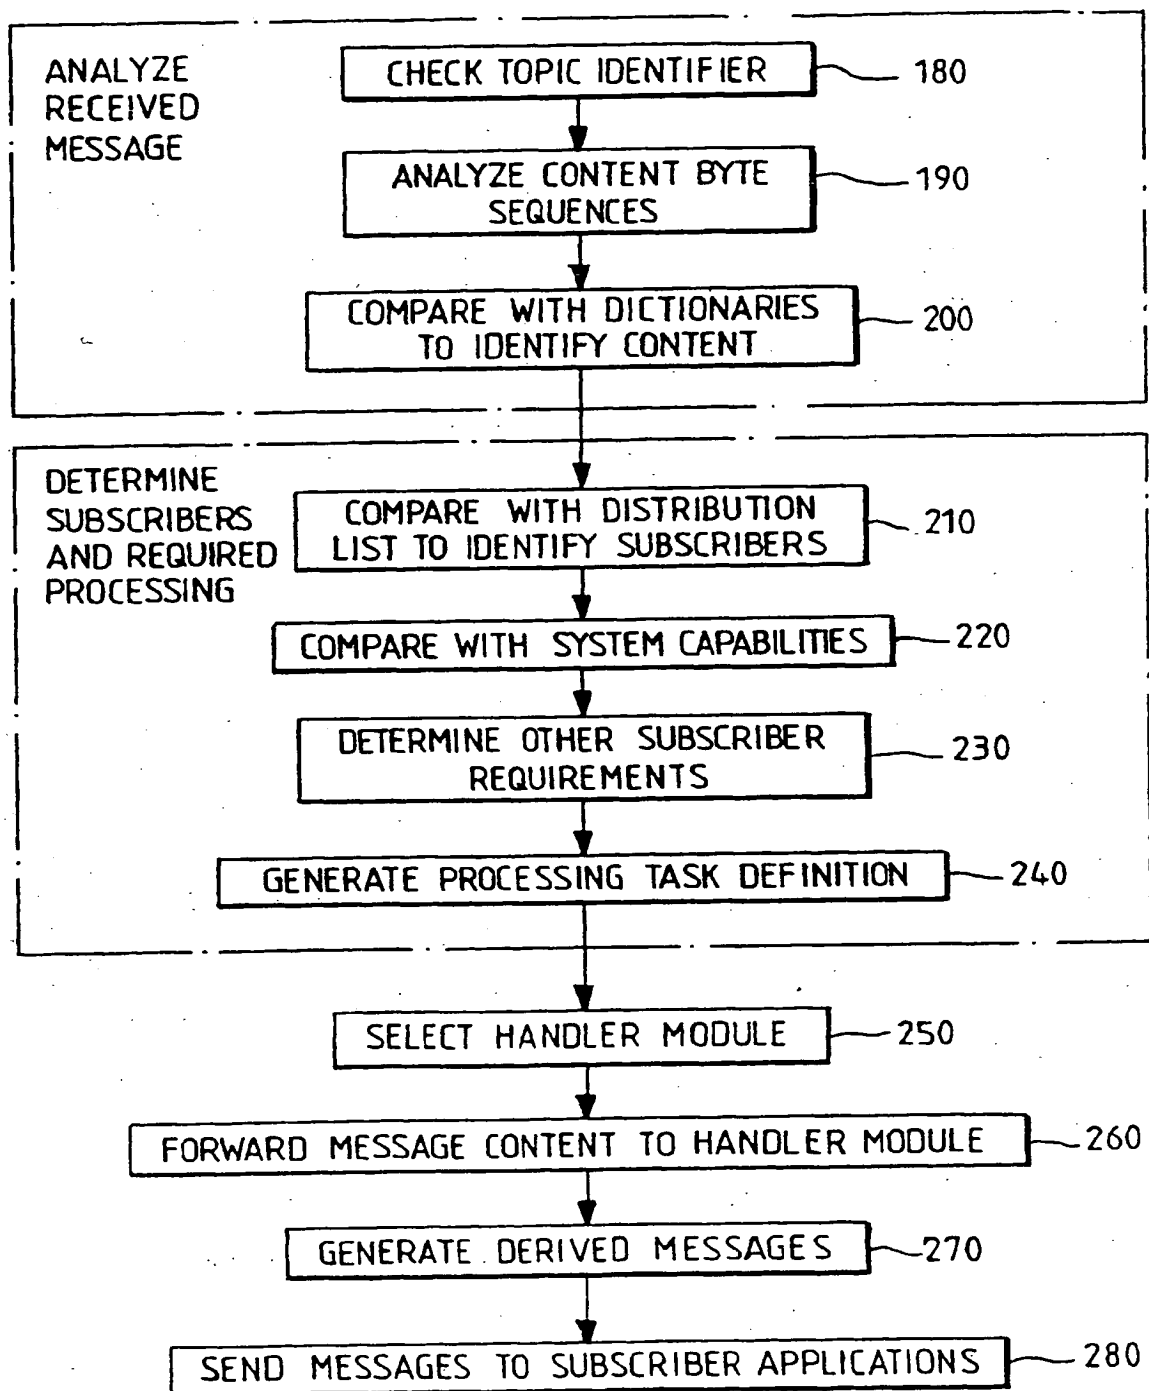 ANALYZE
RECEIVED
MESSAGE
CHECK TOPIC IDENTIFIER
180
ANALYZE CONTENT BYTE
SEQUENCES
190
COMPARE WITH DICTIONARIES
TO IDENTIFY CONTENT
200
DETERMINE
SUBSCRIBERS
AND REQUIRED
PROCESSING
COMPARE WITH DISTRIBUTION
LIST TO IDENTIFY SUBSCRIBERS
210
COMPARE WITH SYSTEM CAPABILITIES
220
DETERMINE OTHER SUBSCRIBER
REQUIREMENTS
230
GENERATE PROCESSING TASK DEFINITION
240
SELECT HANDLER MODULE
250
FORWARD MESSAGE CONTENT TO HANDLER MODULE
260
GENERATE DERIVED MESSAGES
270
SEND MESSAGES TO SUBSCRIBER APPLICATIONS
280